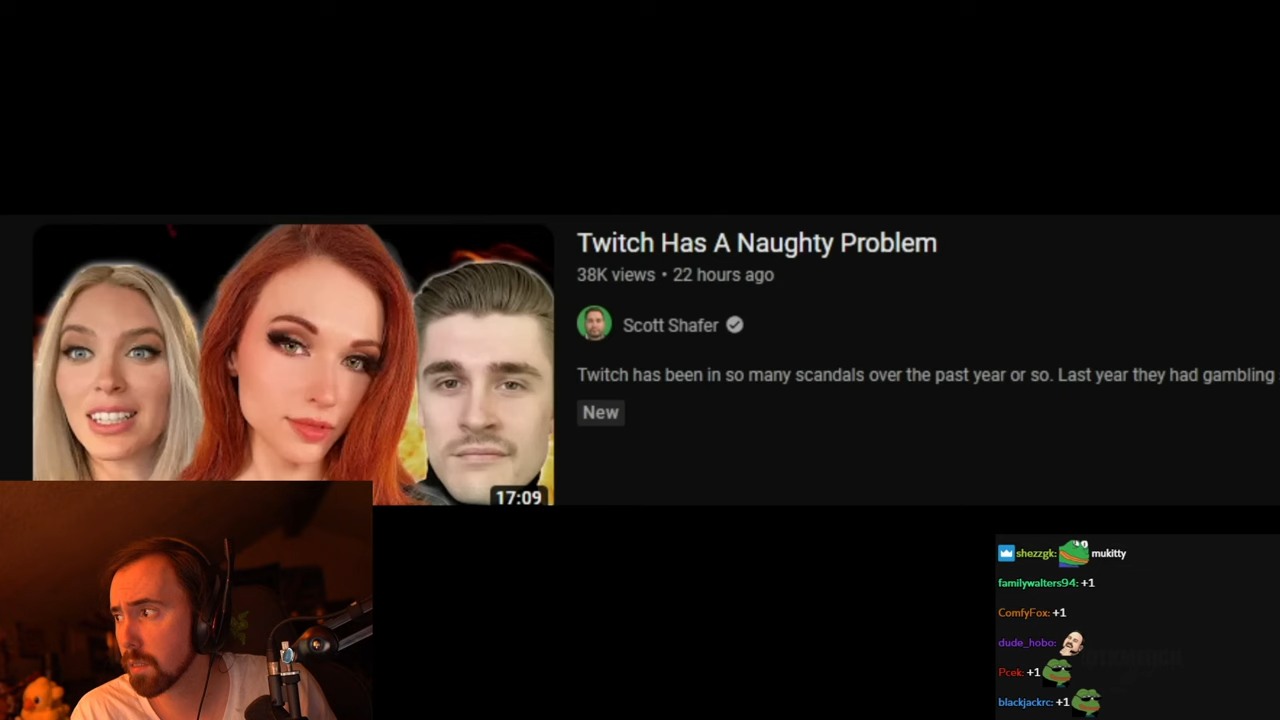 Twitch Has A Naughty Problem
38K views • 22 hours ago
Scott Shafer
Twitch has been in so many scandals over the past year or so. Last year they had gambling
New
17:09
shezzgk: mukitty
familywalters94: +1
ComfyFox: +1
dude_hobo:
Pcek: +1
blackjackrc: +1